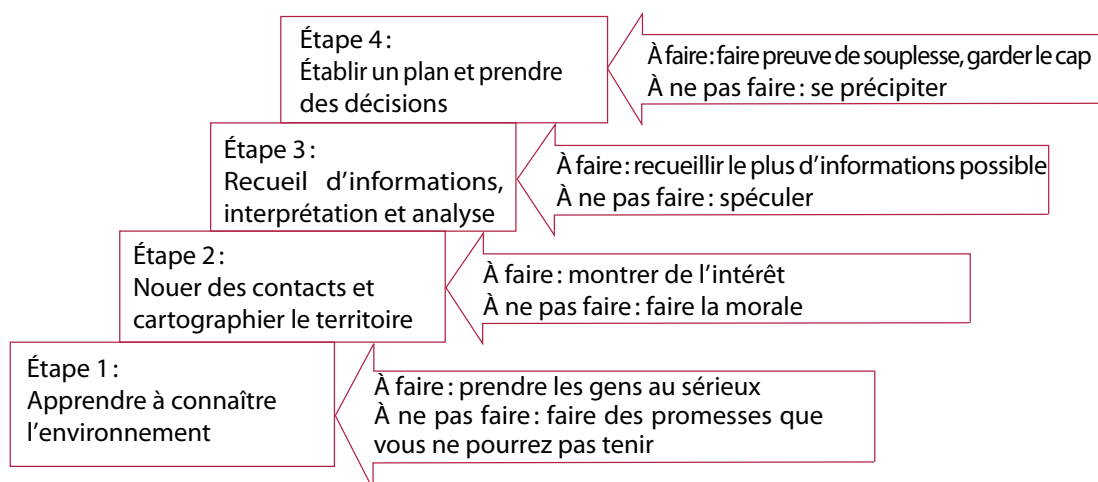 Étape 4 :
Établir un plan et prendre
des décisions
À faire : faire preuve de souplesse, garder le cap
À ne pas faire : se précipiter
Étape 3 :
Recueil d’informations,
interprétation et analyse
À faire : recueillir le plus d’informations possible
À ne pas faire : spéculer
Étape 2 :
Nouer des contacts et
cartographier le territoire
À faire : montrer de l’intérêt
À ne pas faire : faire la morale
Étape 1 :
Apprendre à connaître
l’environnement
À faire : prendre les gens au sérieux
À ne pas faire : faire des promesses que
vous ne pourrez pas tenir